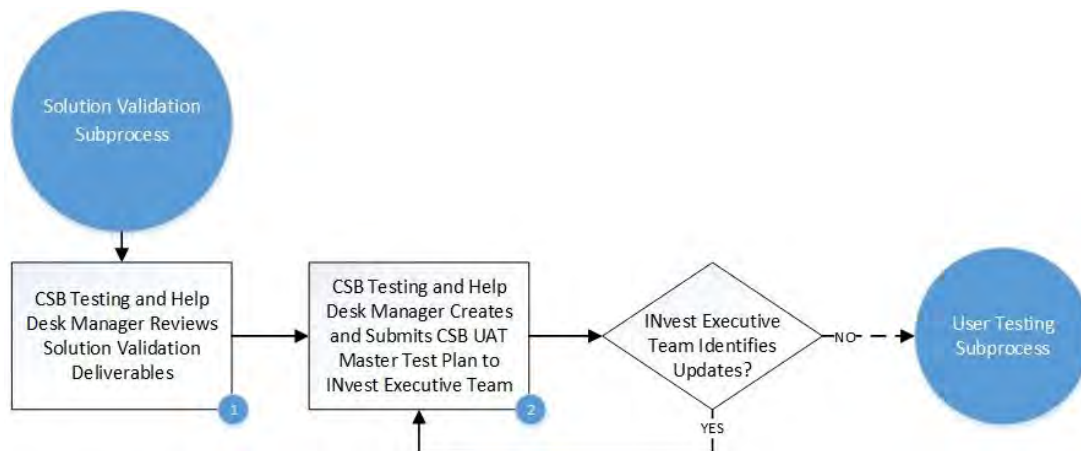 Solution Validation
Subprocess
CSB Testing and Help
Desk Manager Reviews
Solution Validation
Deliverables
1
CSB Testing and Help
Desk Manager Creates
and Submits CSB UAT
Master Test Plan to
INvest Executive Team
2
INvest Executive
Team Identifies
Updates?
NO
YES
User Testing
Subprocess